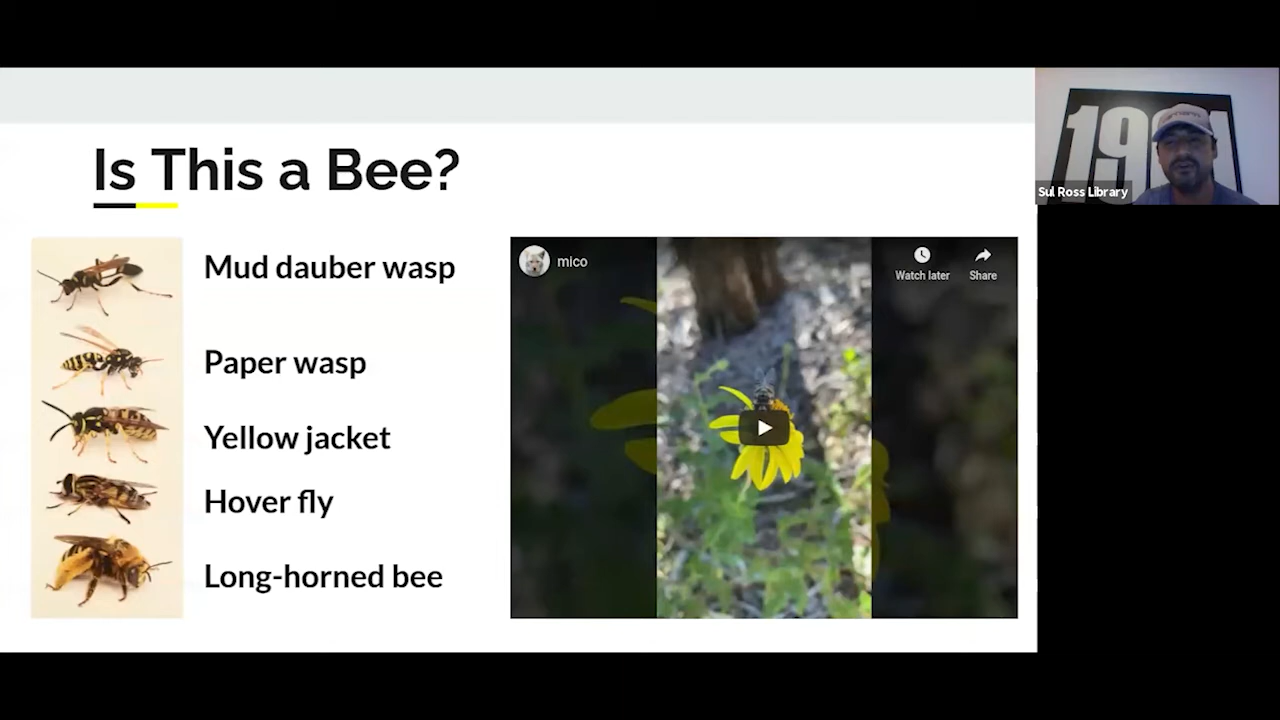 Is This a Bee?
Mud dauber wasp
Paper wasp
Yellow jacket
Hover fly
Long-horned bee
mico
Watch later
Share
Sul Ross Library